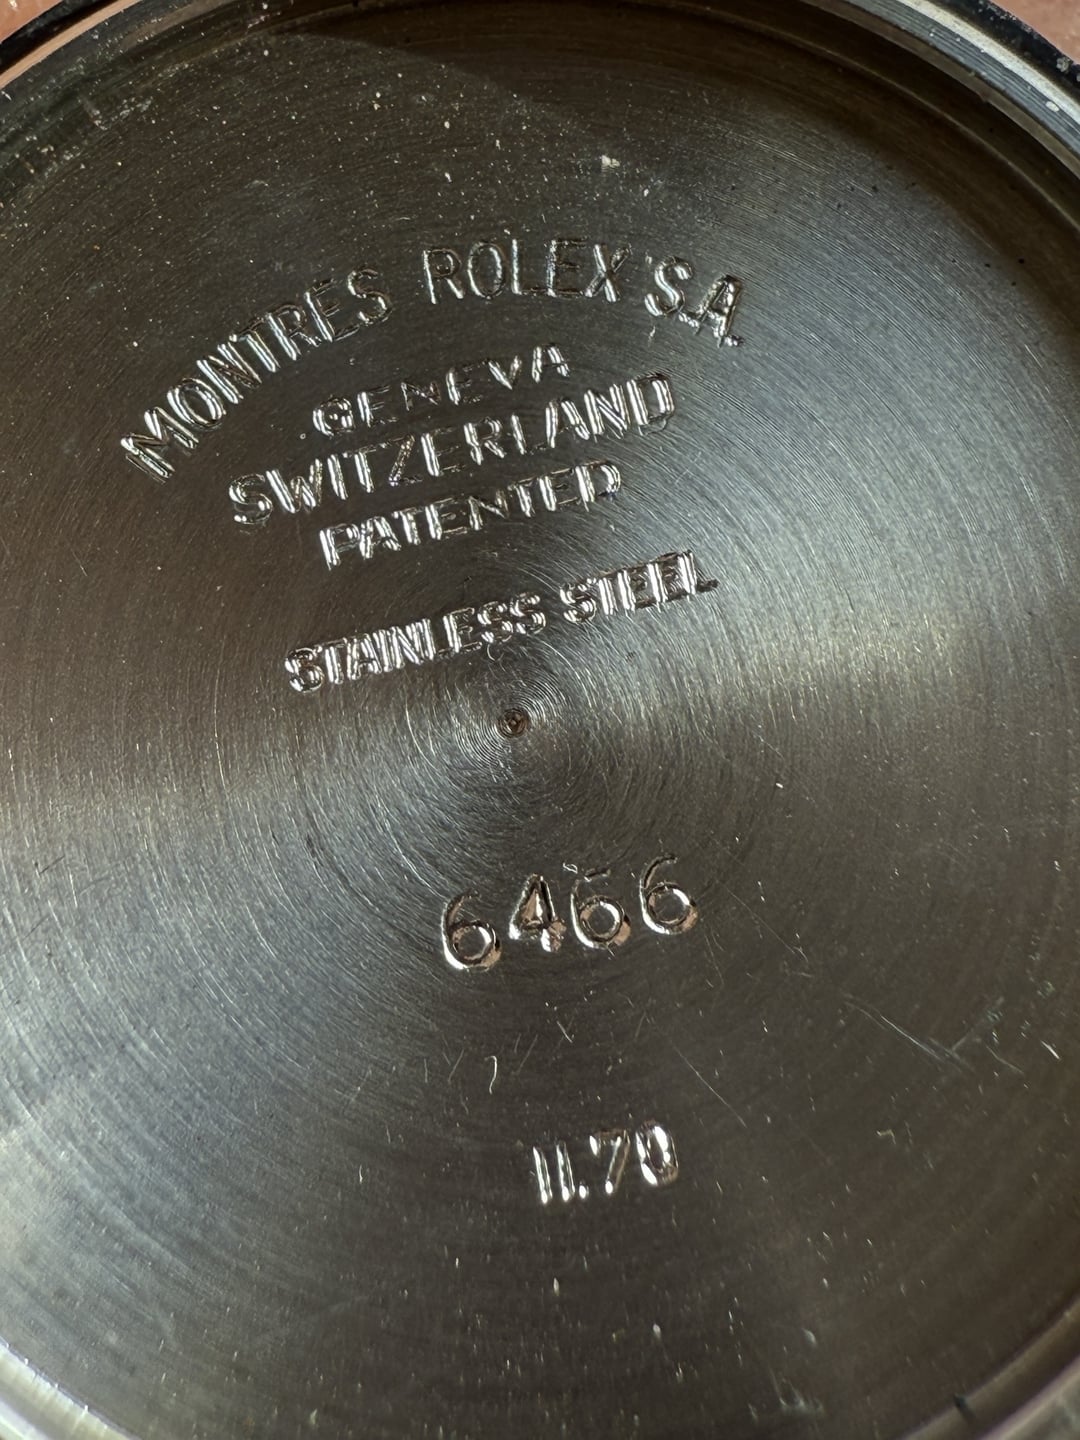 MONTRES ROLEX S.A.
GENEVA
SWITZERLAND
PATENTED
STAINLESS STEEL
6466
II.70